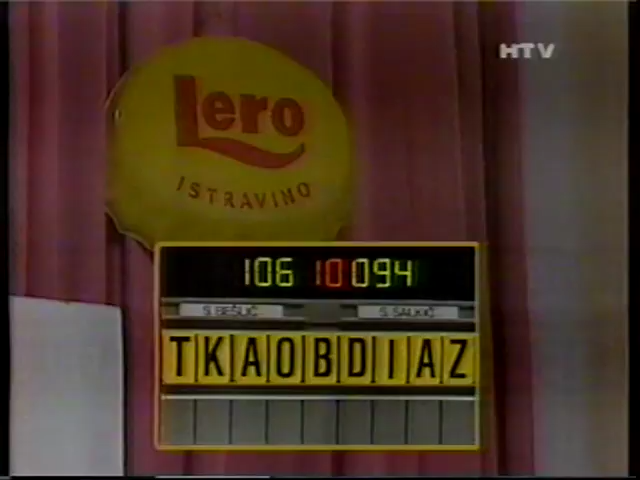 HTV
Lero
ISTRAVINO
106 10 094
S.BEŠLIĆ S.SALKIĆ
TKAOBDIAZ